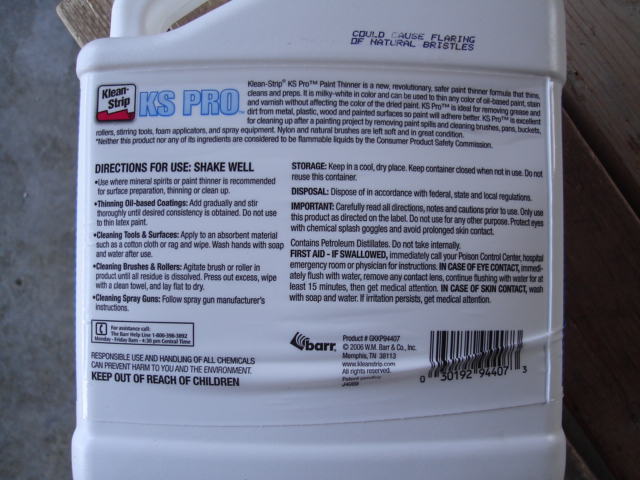 COULD CAUSE FLARING
OF NATURAL BRISTLES
Klean-Strip® KS Pro™ Paint Thinner is a new, revolutionary, safer paint thinner formula that thins,
cleans and preps. It is milky-white in color and can be used to thin any color of oil-based paint, stain
and varnish without affecting the color of the dried paint. KS Pro™ is ideal for removing grease and
dirt from metal, plastic, wood and painted surfaces so paint will adhere better. KS Pro™ is excellent
for cleaning up after a painting project by removing paint spills and cleaning brushes, pans, buckets,
Klean-
Strip
KS PRO™
rollers, stirring tools, foam applicators, and spray equipment. Nylon and natural brushes are left soft and in great condition.
*Neither this product nor any of its ingredients are considered to be flammable liquids by the Consumer Product Safety Commission.
DIRECTIONS FOR USE: SHAKE WELL
•Use where mineral spirits or paint thinner is recommended
for surface preparation, thinning or clean up.
•Thinning Oil-based Coatings: Add gradually and stir
thoroughly until desired consistency is obtained. Do not use
to thin latex paint.
•Cleaning Tools & Surfaces: Apply to an absorbent material
such as a cotton cloth or rag and wipe. Wash hands with soap
and water after use.
•Cleaning Brushes & Rollers: Agitate brush or roller in
product until all residue is dissolved. Press out excess, wipe
with a clean towel, and lay flat to dry.
•Cleaning Spray Guns: Follow spray gun manufacturer's
instructions.
For assistance call:
The Barr Help Line 1-800-398-3892
Monday - Friday 8am - 4:30 pm Central Time
RESPONSIBLE USE AND HANDLING OF ALL CHEMICALS
CAN PREVENT HARM TO YOU AND THE ENVIRONMENT.
KEEP OUT OF REACH OF CHILDREN
STORAGE: Keep in a cool, dry place. Keep container closed when not in use. Do not
reuse this container.
DISPOSAL: Dispose of in accordance with federal, state and local regulations.
IMPORTANT: Carefully read all directions, notes and cautions prior to use. Only use
this product as directed on the label. Do not use for any other purpose. Protect eyes
with chemical splash goggles and avoid prolonged skin contact.
Contains Petroleum Distillates. Do not take internally.
FIRST AID - IF SWALLOWED, immediately call your Poison Control Center, hospital
emergency room or physician for instructions. IN CASE OF EYE CONTACT, immedi-
ately flush with water, remove any contact lens, continue flushing with water for at
least 15 minutes, then get medical attention. IN CASE OF SKIN CONTACT, wash
with soap and water. If irritation persists, get medical attention.
barr®
Product # GKKP94407
© 2006 W.M. Barr & Co., Inc.
Memphis, TN 38113
www.kleanstrip.com
All rights reserved.
Patent pending
0 30192 94407 3